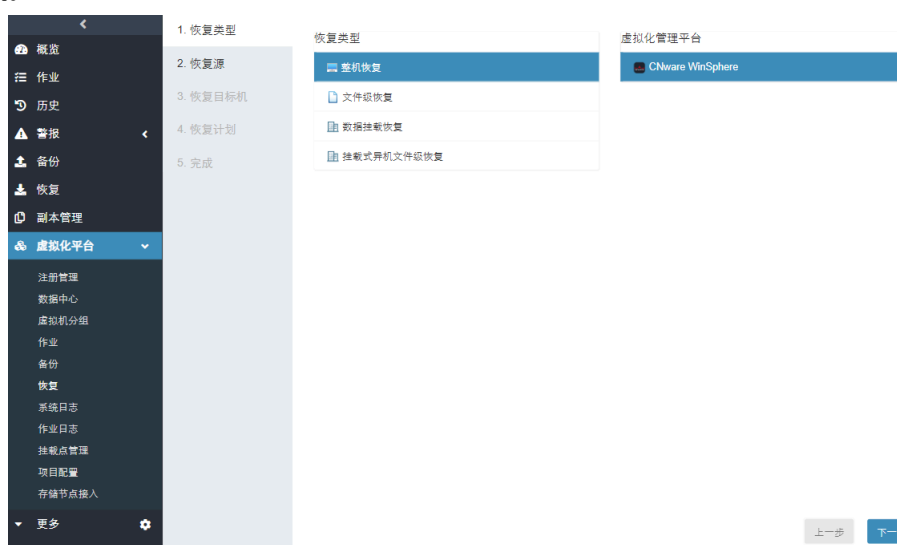 概览
作业
历史
警报
备份
恢复
副本管理
虚拟化平台
注册管理
数据中心
虚拟机分组
作业
备份
恢复
系统日志
作业日志
挂载点管理
项目配置
存储节点接入
更多
1. 恢复类型
2. 恢复源
3. 恢复目标机
4. 恢复计划
5. 完成
恢复类型
整机恢复
文件级恢复
数据挂载恢复
挂载式异机文件级恢复
虚拟化管理平台
CNware WinSphere
上一步
下一